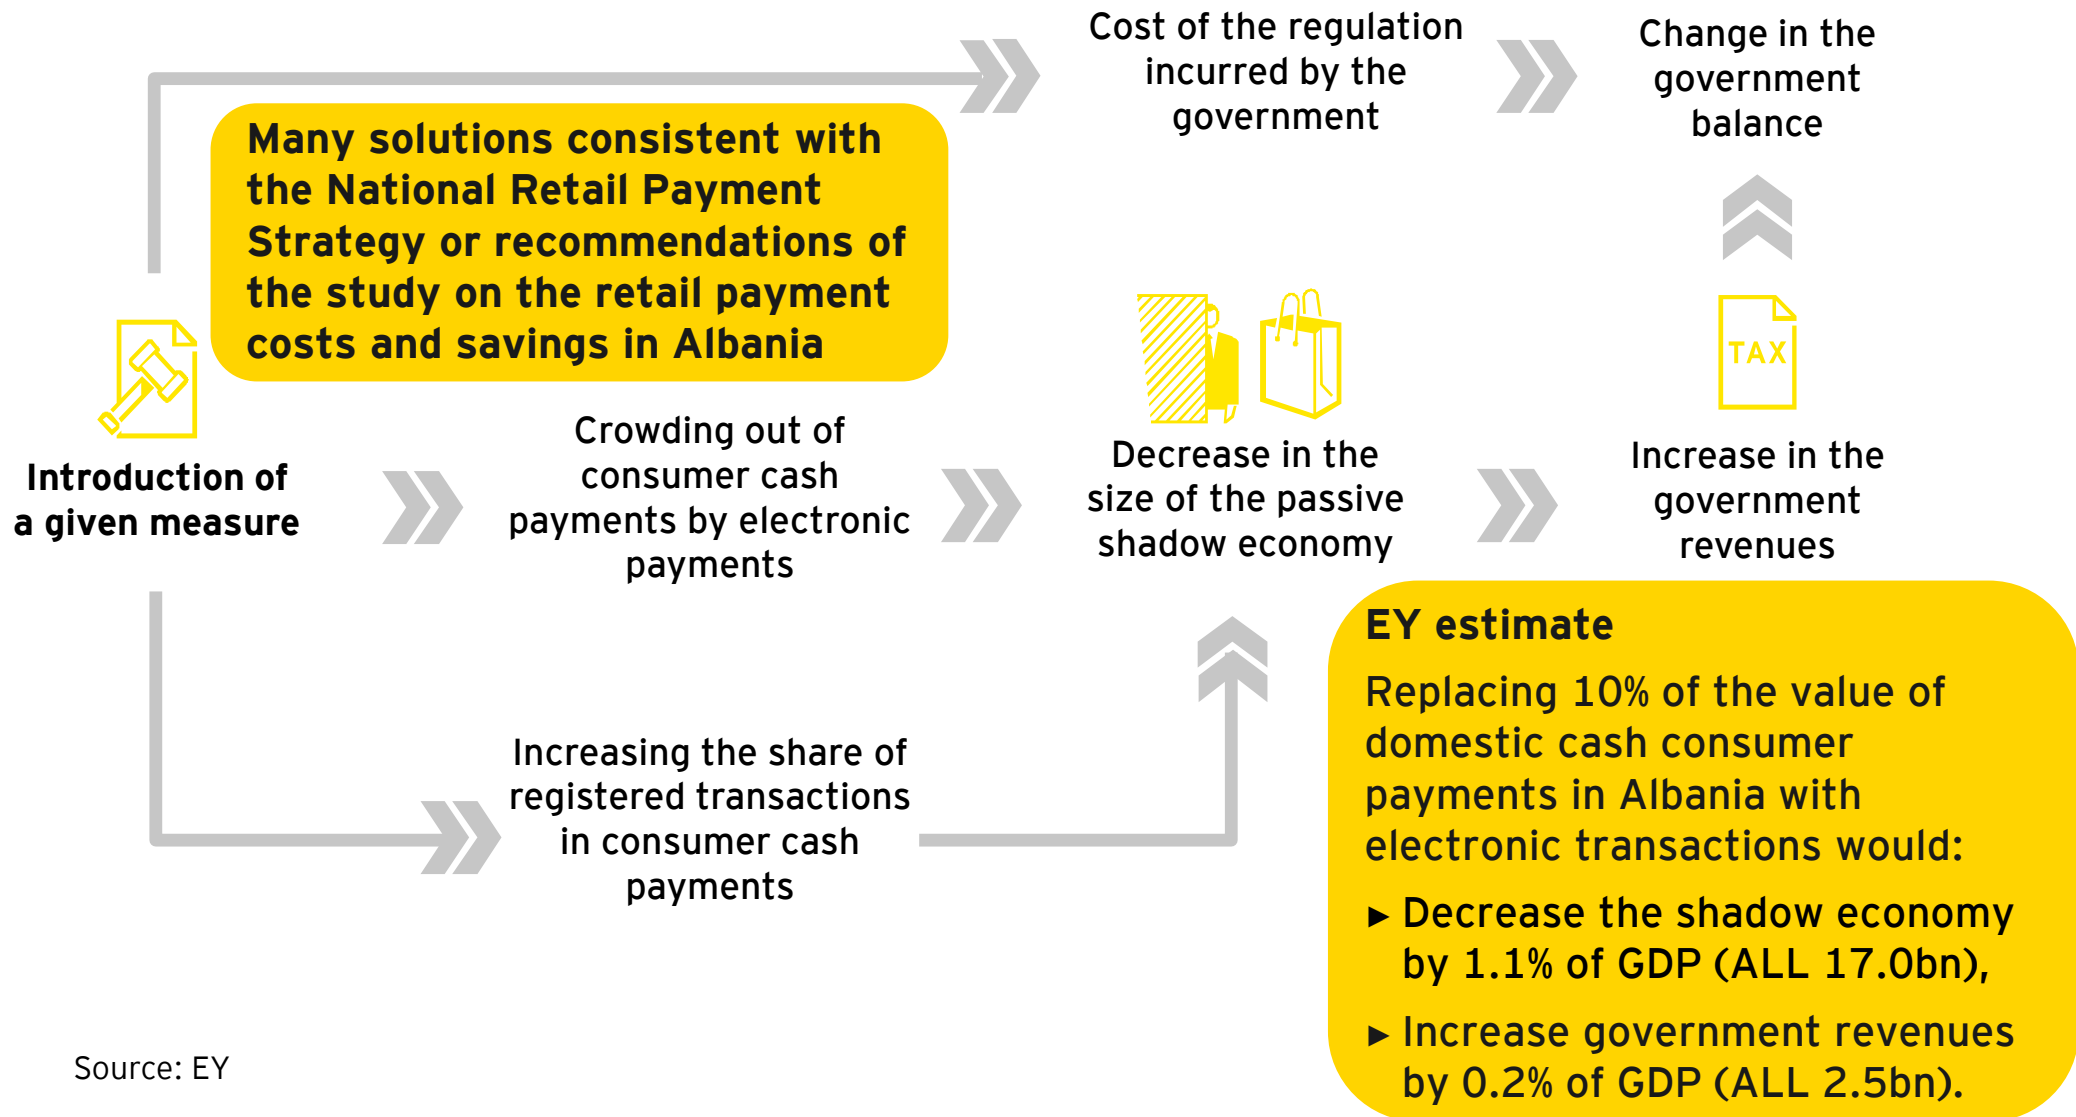 Cost of the regulation
incurred by the
government
Change in the
government
balance
Many solutions consistent with
the National Retail Payment
Strategy or recommendations of
the study on the retail payment
costs and savings in Albania
TAX
Introduction of
a given measure
Crowding out of
consumer cash
payments by electronic
payments
Decrease in the
size of the passive
shadow economy
Increase in the
government
revenues
Increasing the share of
registered transactions
in consumer cash
payments
EY estimate
Replacing 10% of the value of
domestic cash consumer
payments in Albania with
electronic transactions would:
► Decrease the shadow economy
by 1.1% of GDP (ALL 17.0bn),
► Increase government revenues
by 0.2% of GDP (ALL 2.5bn).
Source: EY